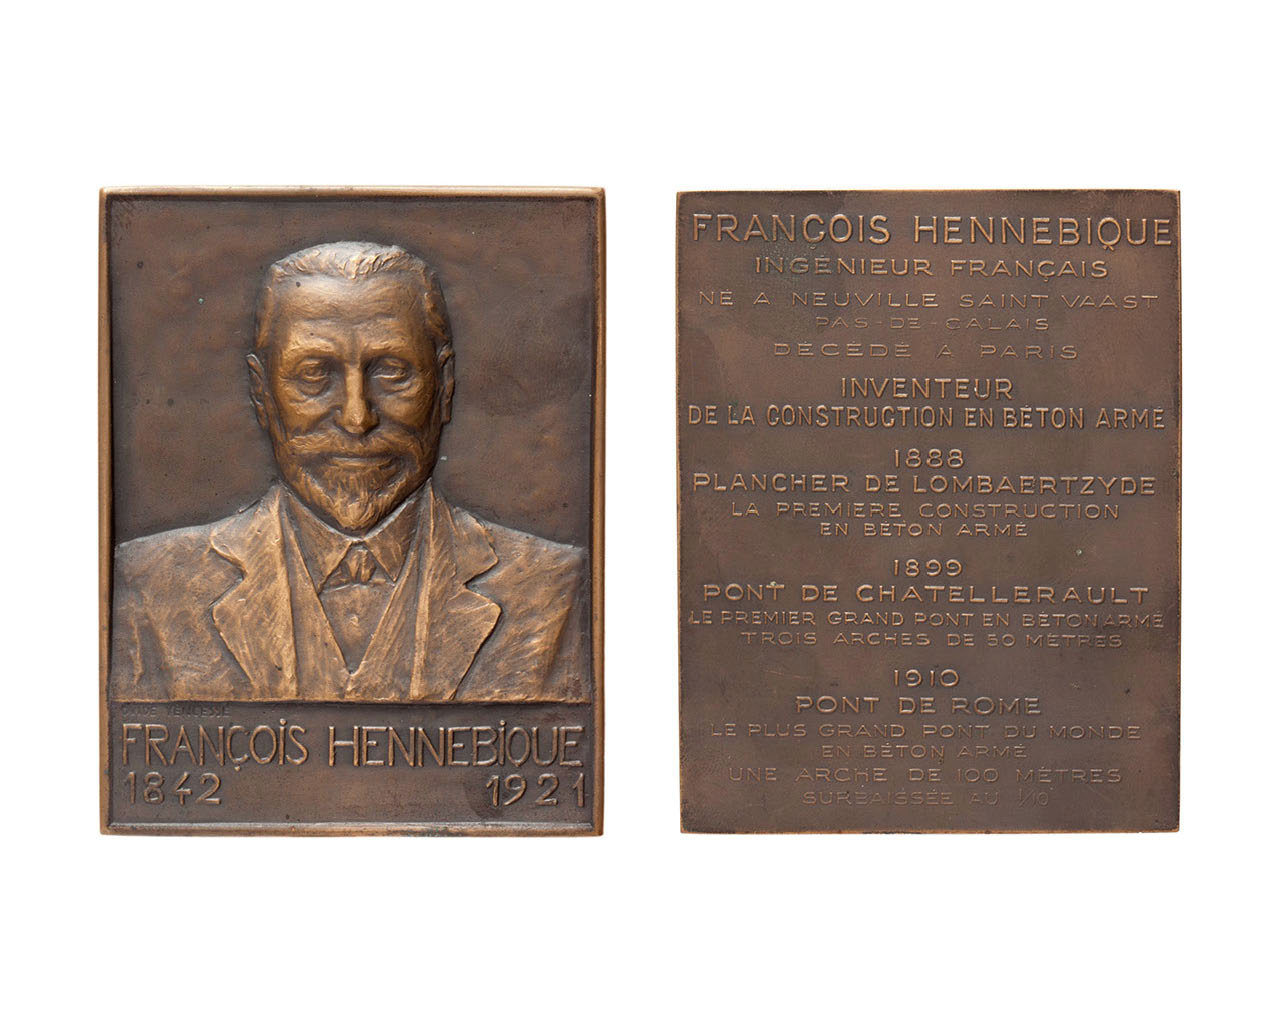 FRANÇOIS HENNEBIQUE
1842 1921
FRANÇOIS HENNEBIQUE
INGÉNIEUR FRANÇAIS
NÉ A NEUVILLE SAINT VAAST
PAS-DE-CALAIS
DÉCÉDÉ A PARIS
INVENTEUR
DE LA CONSTRUCTION EN BÉTON ARMÉ
1888
PLANCHER DE LOMBAERTZYDE
LA PREMIERE CONSTRUCTION
EN BÉTON ARMÉ
1899
PONT DE CHATELLERAULT
LE PREMIER GRAND PONT EN BÉTON ARMÉ
TROIS ARCHES DE 50 MÈTRES
1910
PONT DE ROME
LE PLUS GRAND PONT DU MONDE
EN BÉTON ARMÉ
UNE ARCHE DE 100 MÈTRES
SURBAISSÉE AU 1/10